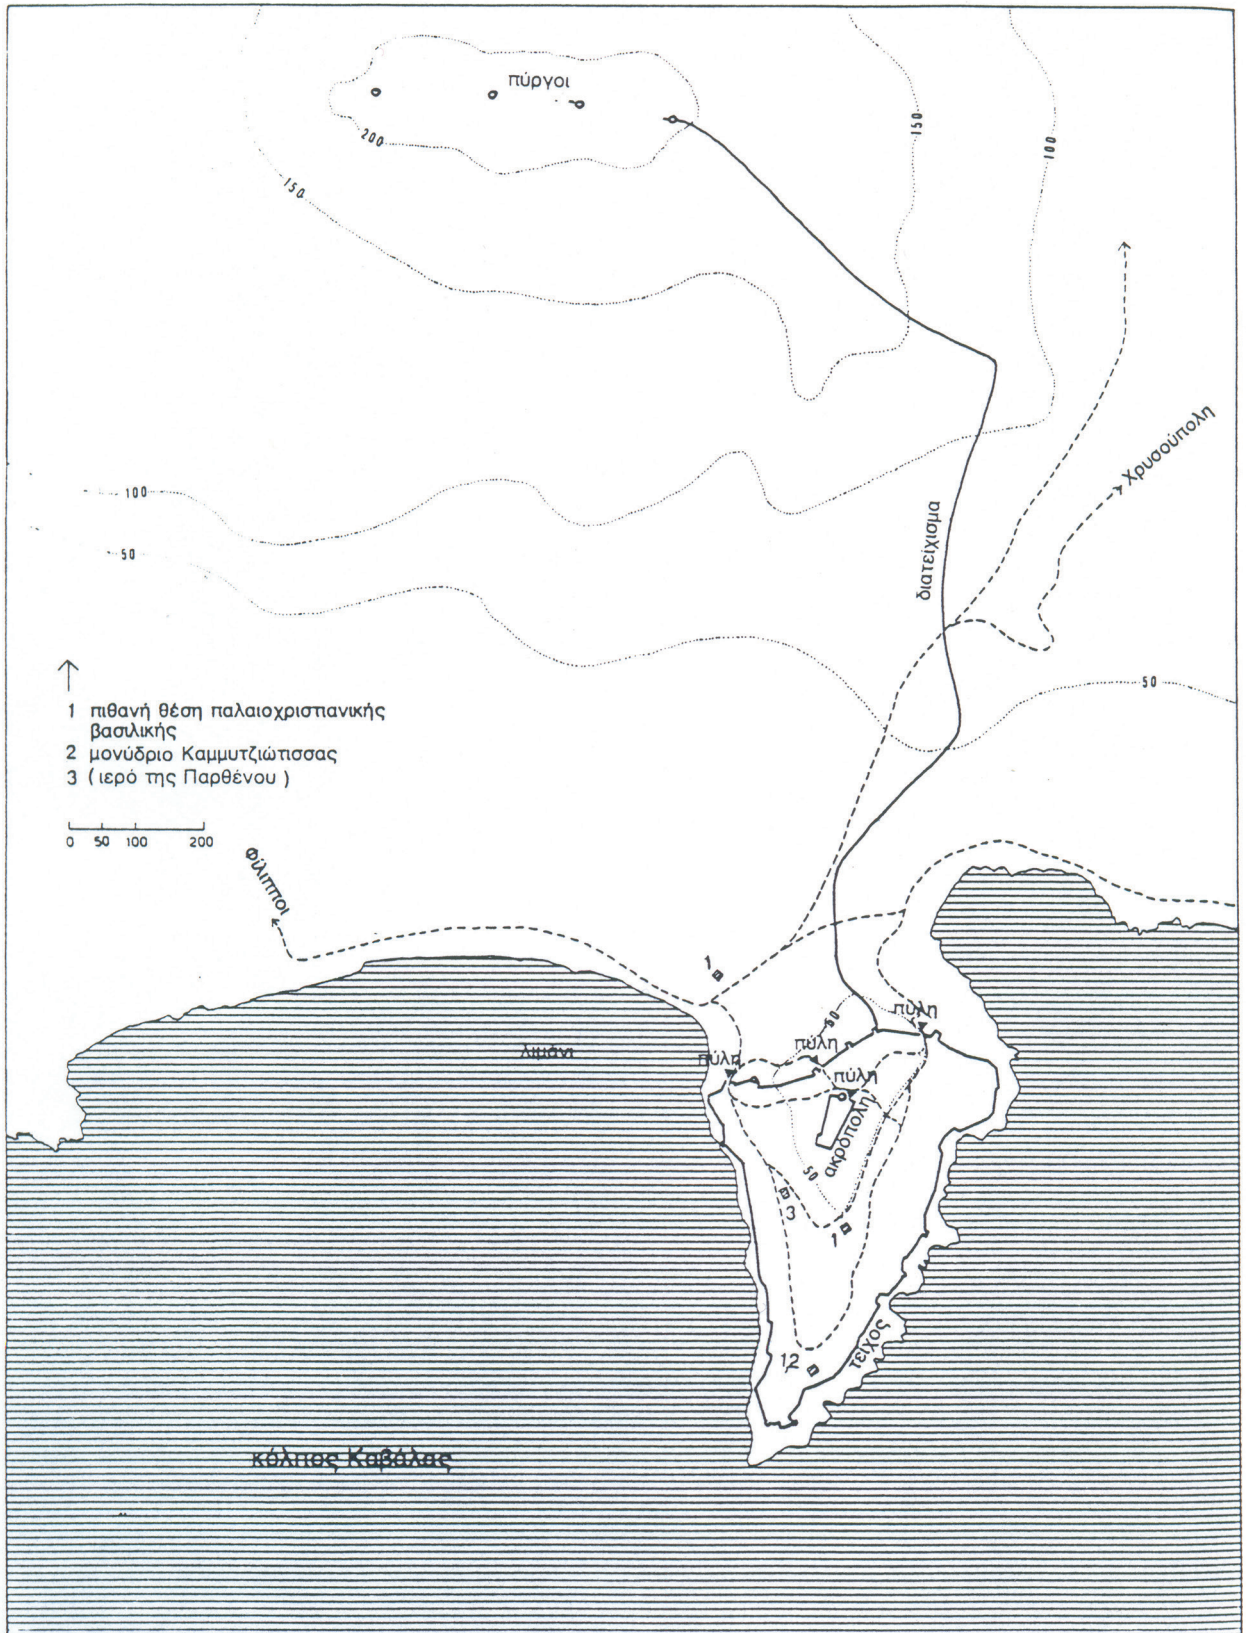 πύργοι
200
150
150
100
Χρυσούπολη
100
διατείχισμα
50
50
1 πιθανή θέση παλαιοχριστιανικής
βασιλικής
2 μονύδριο Καμμυτζιώτισσας
3 (ιερό της Παρθένου)
0 50 100 200
Φίλιπποι
1
50
πύλη
λιμάνι
πύλη
πύλη
πύλη
ακρόπολη
50
3
1
τείχος
1,2
κόλπος Καβάλας